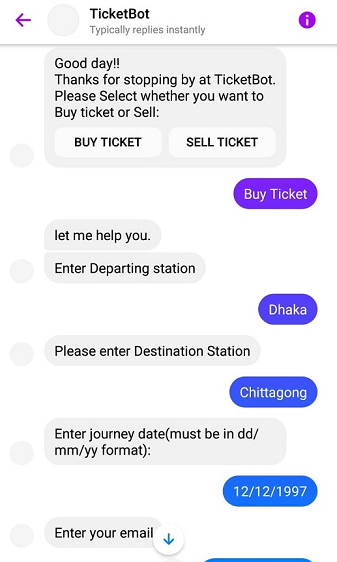 TicketBot
Typically replies instantly
Good day!!
Thanks for stopping by at TicketBot.
Please Select whether you want to
Buy ticket or Sell:
BUY TICKET SELL TICKET
Buy Ticket
let me help you.
Enter Departing station
Dhaka
Please enter Destination Station
Chittagong
Enter journey date(must be in dd/
mm/yy format):
12/12/1997
Enter your email